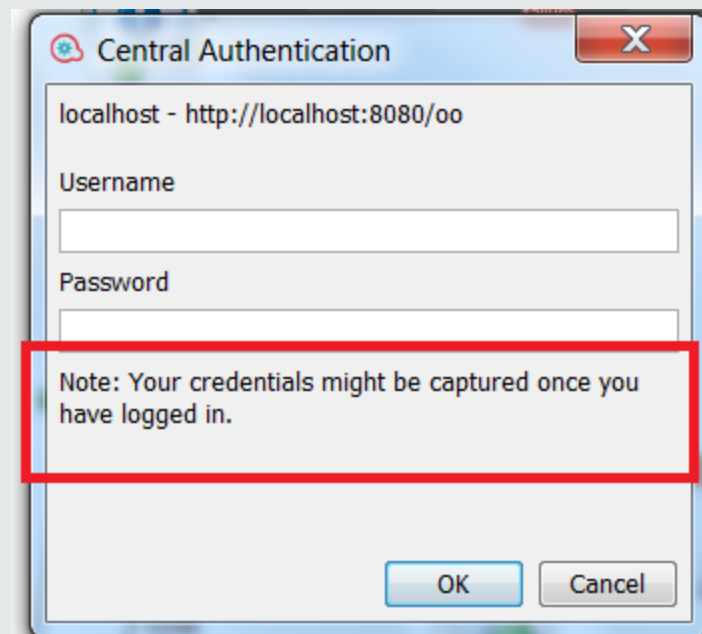 Central Authentication
localhost - http://localhost:8080/oo
Username
Password
Note: Your credentials might be captured once you
have logged in.
OK
Cancel